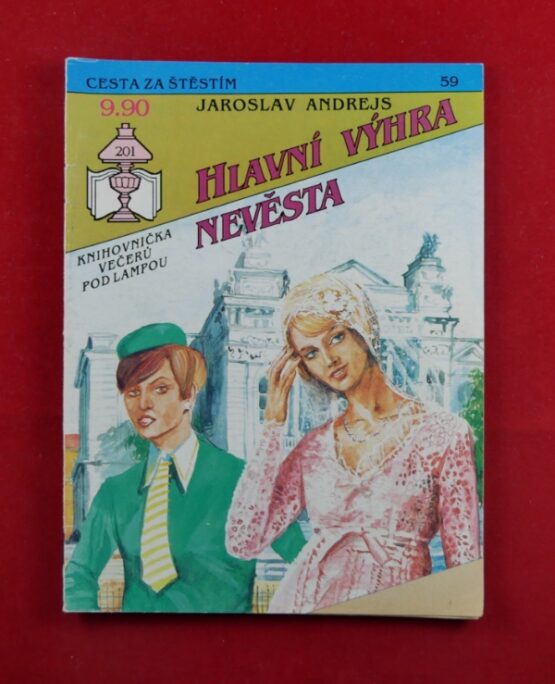 CESTA ZA ŠTĚSTÍM 59
9.90 JAROSLAV ANDREJS
201
HLAVNÍ VÝHRA
NEVĚSTA
KNIHOVNIČKA
VEČERŮ
POD LAMPOU